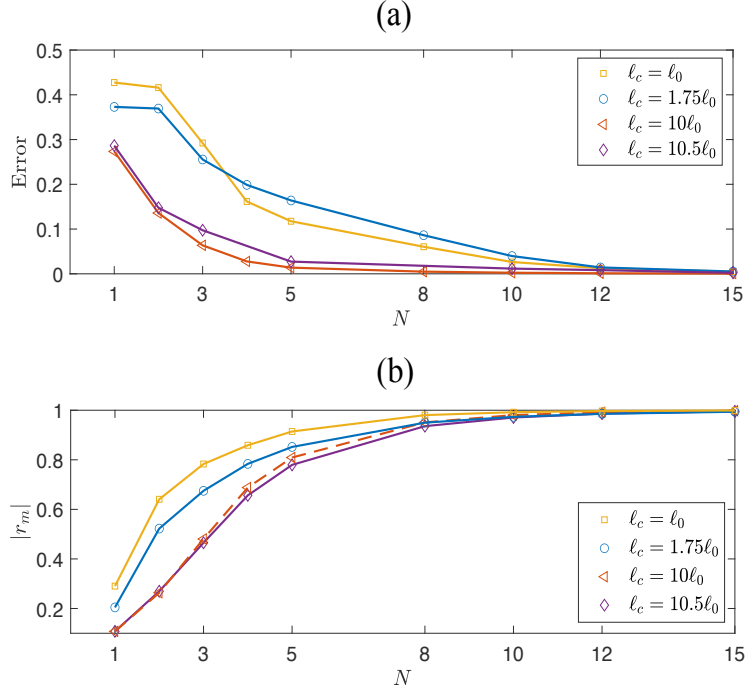 (a)
0.5
0.4
0.3
0.2
0.1
0
Error
1 3 5 8 10 12 15
N
ℓc = ℓ0
ℓc = 1.75ℓ0
ℓc = 10ℓ0
ℓc = 10.5ℓ0
(b)
1
0.8
0.6
0.4
0.2
|rm|
1 3 5 8 10 12 15
N
ℓc = ℓ0
ℓc = 1.75ℓ0
ℓc = 10ℓ0
ℓc = 10.5ℓ0